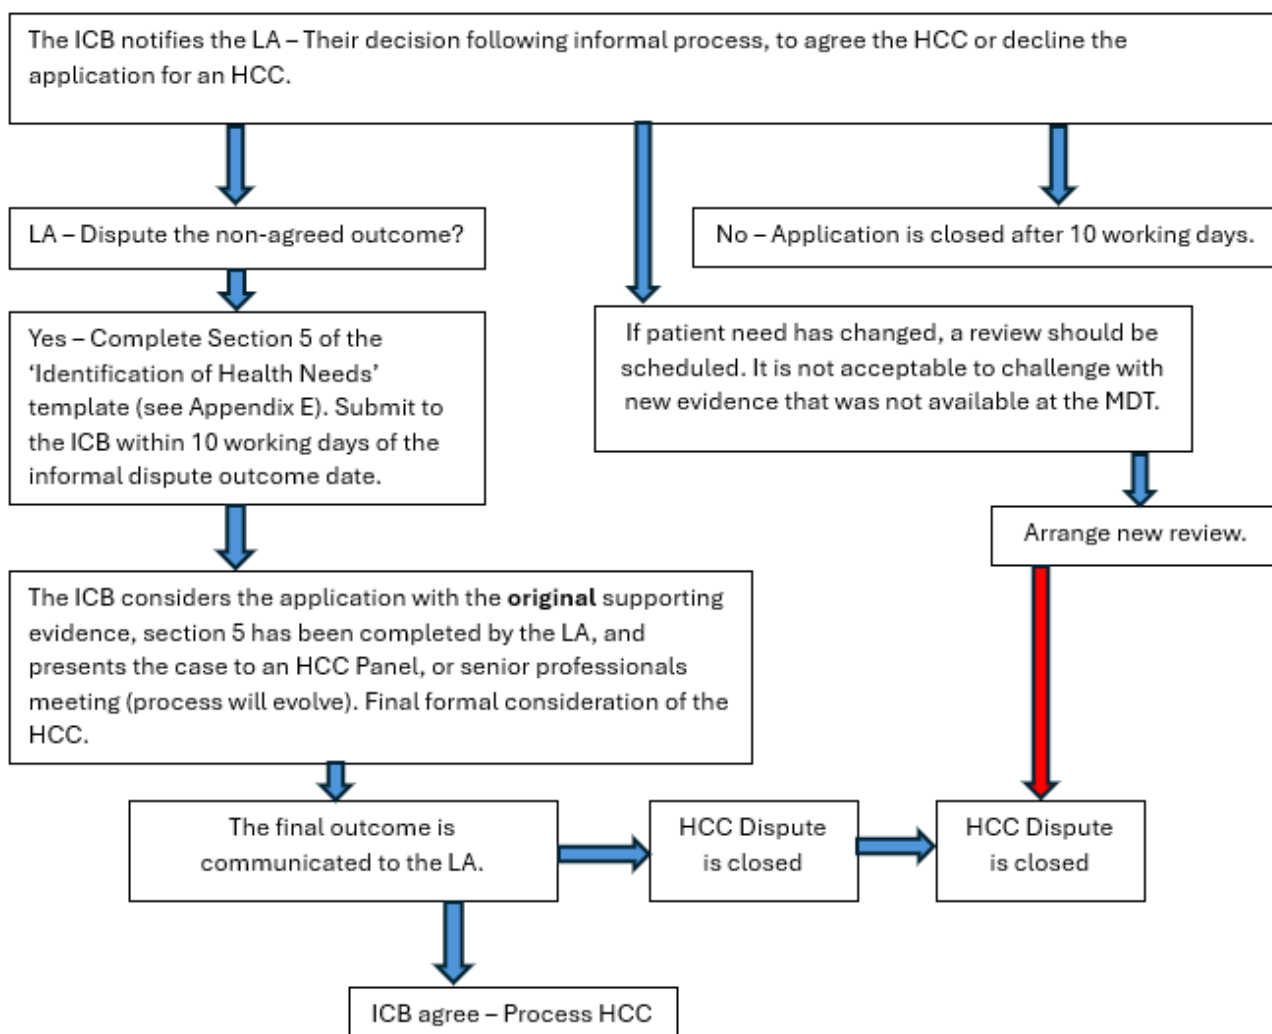 The ICB notifies the LA – Their decision following informal process, to agree the HCC or decline the
application for an HCC.
LA – Dispute the non-agreed outcome?
No – Application is closed after 10 working days.
Yes – Complete Section 5 of the
‘Identification of Health Needs’
template (see Appendix E). Submit to
the ICB within 10 working days of the
informal dispute outcome date.
If patient need has changed, a review should be
scheduled. It is not acceptable to challenge with
new evidence that was not available at the MDT.
Arrange new review.
The ICB considers the application with the original supporting
evidence, section 5 has been completed by the LA, and
presents the case to an HCC Panel, or senior professionals
meeting (process will evolve). Final formal consideration of the
HCC.
The final outcome is
communicated to the LA.
HCC Dispute
is closed
HCC Dispute
is closed
ICB agree – Process HCC